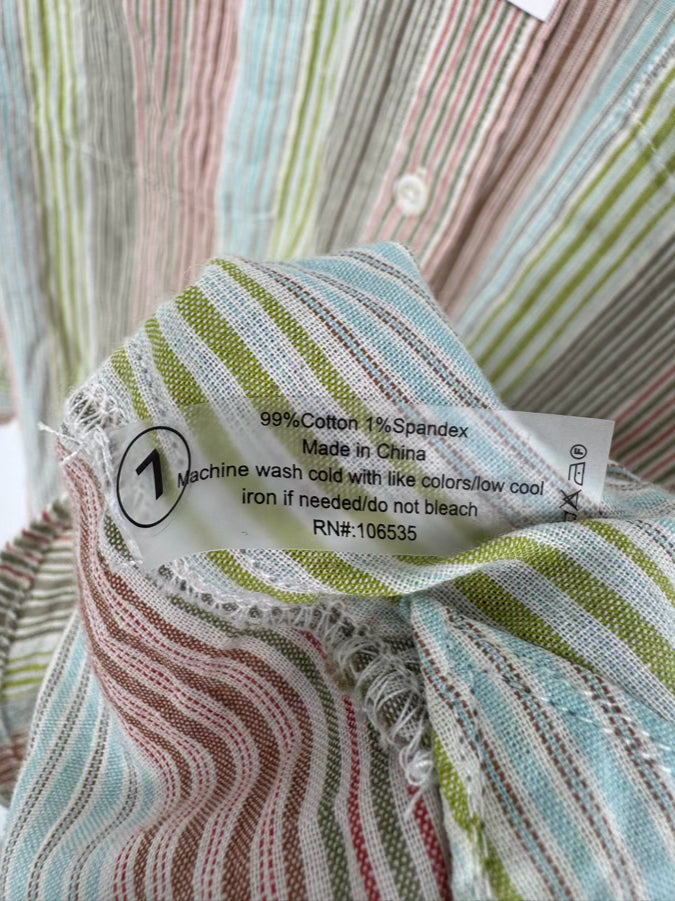 99%Cotton 1%Spandex
Made in China
1
Machine wash cold with like colors/low cool
iron if needed/do not bleach
RN#:106535